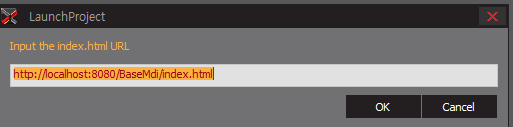 LaunchProject
Input the index.html URL
http://localhost:8080/BaseMdi/index.html
OK Cancel